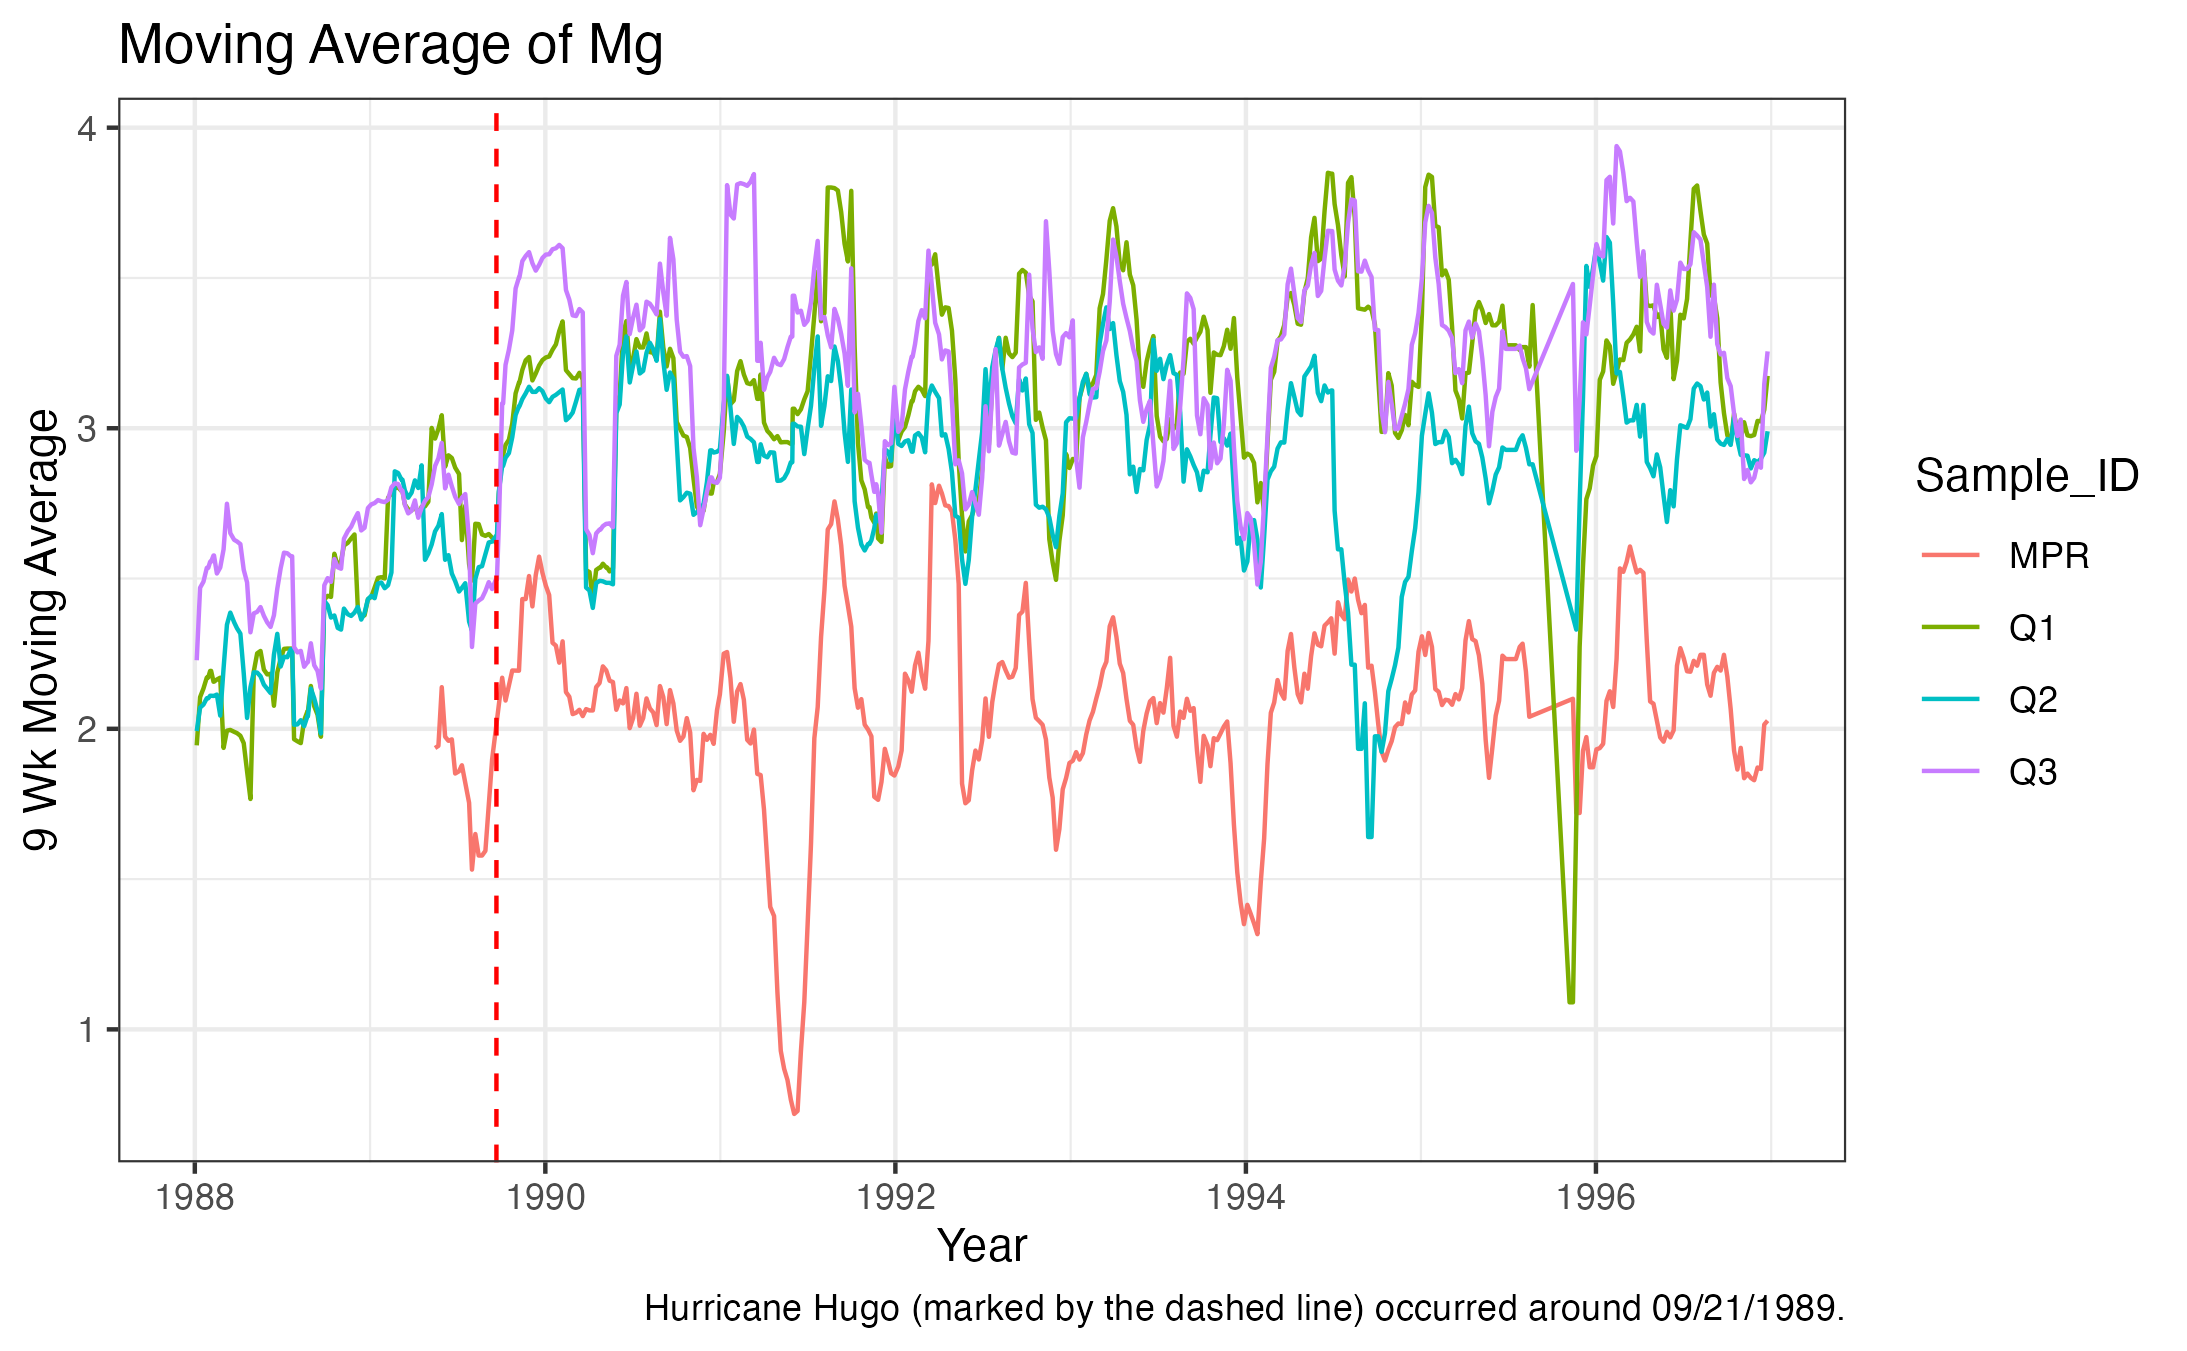 Moving Average of Mg
4
3
2
1
9 Wk Moving Average
1988
1990
1992
1994
1996
Year
Sample_ID
MPR
Q1
Q2
Q3
Hurricane Hugo (marked by the dashed line) occurred around 09/21/1989.